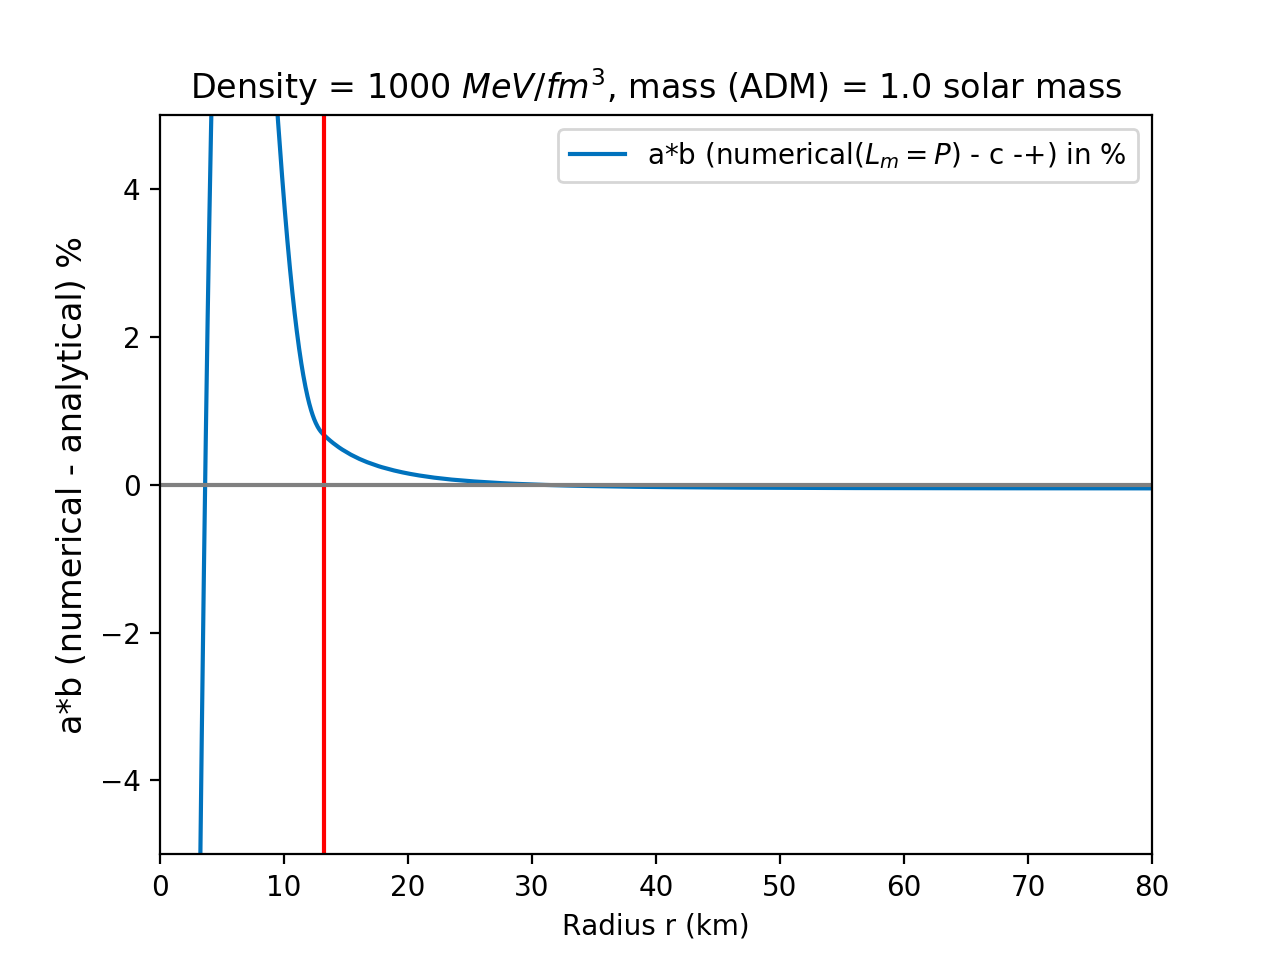 Density = 1000 MeV/fm³, mass (ADM) = 1.0 solar mass
a*b (numerical(Lₘ = P) - c -+) in %
a*b (numerical - analytical) %
4
2
0
−2
−4
0 10 20 30 40 50 60 70 80
Radius r (km)